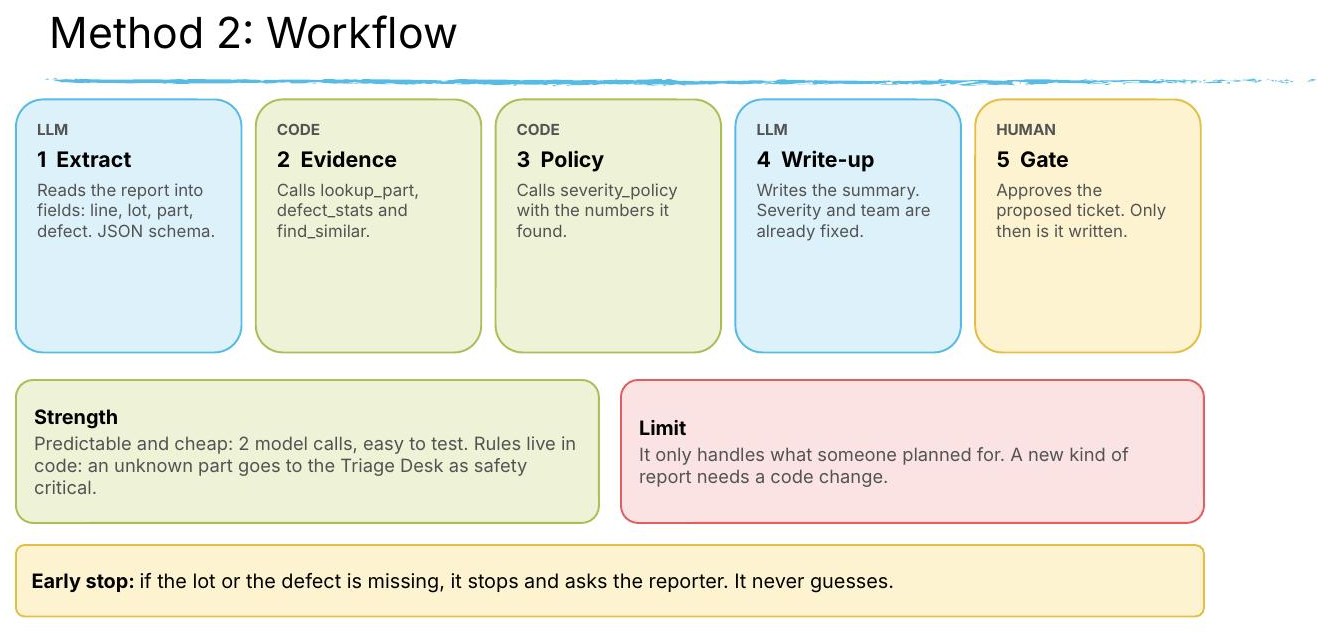 Method 2: Workflow
LLM
1 Extract
Reads the report into
fields: line, lot, part,
defect. JSON schema.
CODE
2 Evidence
Calls lookup_part,
defect_stats and
find_similar.
CODE
3 Policy
Calls severity_policy
with the numbers it
found.
LLM
4 Write-up
Writes the summary.
Severity and team are
already fixed.
HUMAN
5 Gate
Approves the
proposed ticket. Only
then is it written.
Strength
Predictable and cheap: 2 model calls, easy to test. Rules live in
code: an unknown part goes to the Triage Desk as safety
critical.
Limit
It only handles what someone planned for. A new kind of
report needs a code change.
Early stop: if the lot or the defect is missing, it stops and asks the reporter. It never guesses.